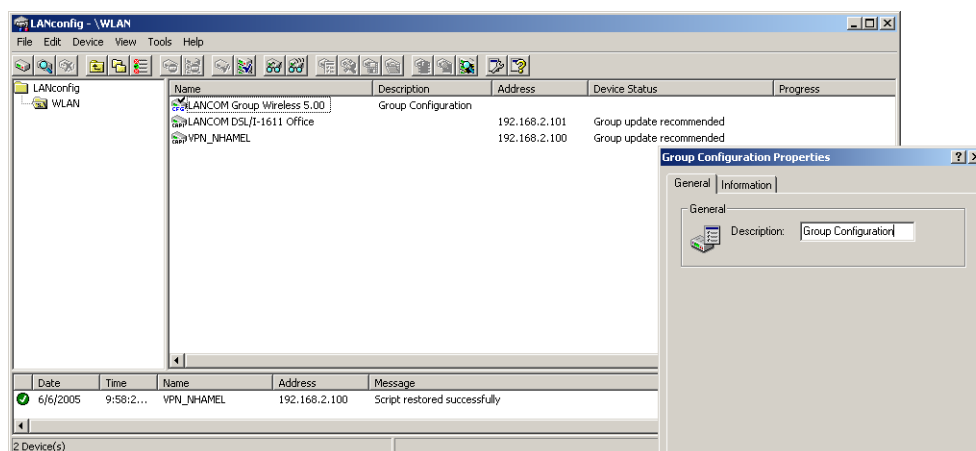 LANconfig - \WLAN
File Edit Device View Tools Help
LANconfig
WLAN
Name Description Address Device Status Progress
LANCOM Group Wireless 5.00 Group Configuration
LANCOM DSL/I-1611 Office 192.168.2.101 Group update recommended
VPN_NHAMEL 192.168.2.100 Group update recommended
Group Configuration Properties
General Information
General
Description: Group Configuration
Date Time Name Address Message
6/6/2005 9:58:2... VPN_NHAMEL 192.168.2.100 Script restored successfully
2 Device(s)